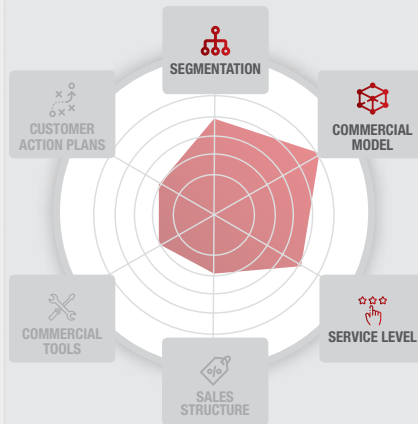 SEGMENTATION
CUSTOMER
ACTION PLANS
COMMERCIAL
MODEL
COMMERCIAL
TOOLS
SERVICE LEVEL
%
SALES
STRUCTURE